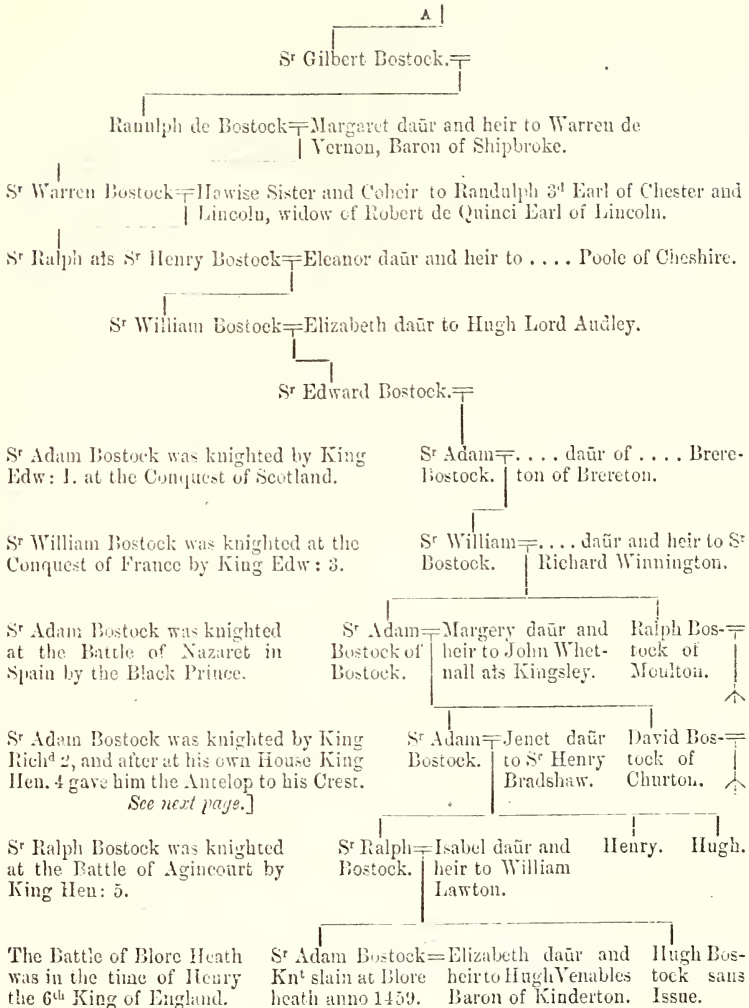 A
Sʳ Gilbert Bostock.
Ranulph de Bostock Margaret daūr and heir to Warren de
Vernon, Baron of Shipbroke.
Sʳ Warren Bostock Hawise Sister and Coheir to Randulph 3ᵈ Earl of Chester and
Lincoln, widow of Robert de Quinci Earl of Lincoln.
Sʳ Ralph aƚs Sʳ Henry Bostock Eleanor daūr and heir to . . . . Poole of Cheshire.
Sʳ William Bostock Elizabeth daūr to Hugh Lord Audley.
Sʳ Edward Bostock.
Sʳ Adam Bostock was knighted by King
Edw: 1. at the Conquest of Scotland.
Sʳ Adam . . . . daūr of . . . . Brere-
Bostock. ton of Brereton.
Sʳ William Bostock was knighted at the
Conquest of France by King Edw: 3.
Sʳ William . . . . daūr and heir to Sʳ
Bostock. Richard Winnington.
Sʳ Adam Bostock was knighted
at the Battle of Nazaret in
Spain by the Black Prince.
Sʳ Adam Margery daūr and
Bostock of heir to John Whet-
Bostock. nall aƚs Kingsley.
Ralph Bos-
tock of
Moulton.
Sʳ Adam Bostock was knighted by King
Richᵈ 2, and after at his own House King
Hen. 4 gave him the Antelop to his Crest.
See next page.]
Sʳ Adam Jenet daūr
Bostock. to Sʳ Henry
Bradshaw.
David Bos-
tock of
Churton.
Sʳ Ralph Bostock was knighted
at the Battle of Agincourt by
King Hen: 5.
Sʳ Ralph Isabel daūr and
Bostock. heir to William
Lawton.
Henry. Hugh.
The Battle of Blore Heath
was in the time of Henry
the 6ᵗʰ King of England.
Sʳ Adam Bostock=Elizabeth daūr and
Knᵗ slain at Blore heir to Hugh Venables
heath anno 1459. Baron of Kinderton.
Hugh Bos-
tock sans
Issue.